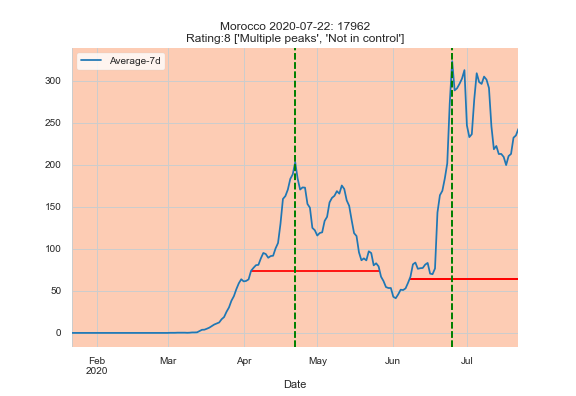 Morocco 2020-07-22: 17962
Rating:8 ['Multiple peaks', 'Not in control']
Average-7d
300
250
200
150
100
50
0
Feb Mar Apr May Jun Jul
2020
Date